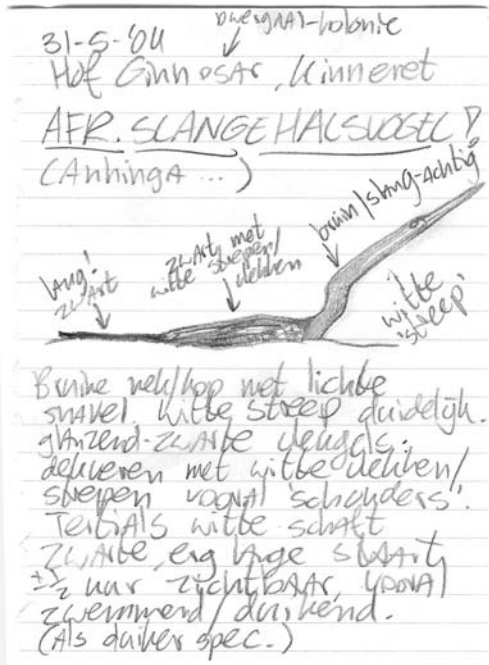 31-5-'04 Dwergaal-kolonie
Hof Ginnosar, Kinneret
AFR. SLANGEHALSVOGEL!
(Anhinga ...)
bruin/slang-achtig
zwart met
witte strepen/
vlekken
lang!
zwart
witte
'streep'
Bruine nek/kop met lichte
snavel, witte streep duidelijk.
glanzend-zwarte vleugels.
dekveren met witte vlekken/
strepen vooral 'schouders'.
Tertials witte schaft
zwarte, erg lange staart,
± ½ uur zichtbaar, vooral
zwemmend/duikend.
(Als duiker spec.)